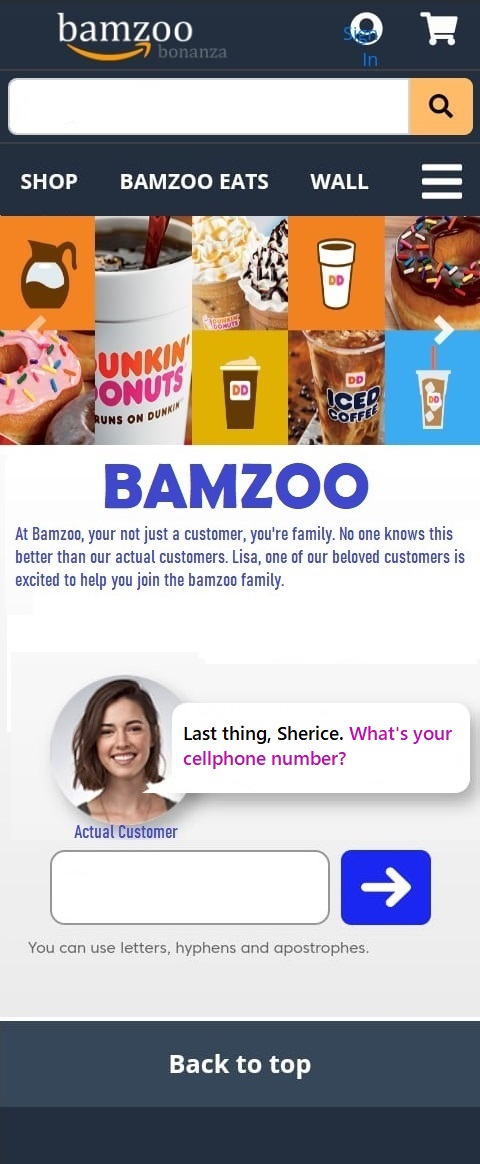 bamzoo
bonanza
Sign
In
SHOP BAMZOO EATS WALL
DUNKIN'
DONUTS
DD
UNKIN'
ONUTS
RUNS ON DUNKIN'
DD
DD
ICED
COFFEE
DD
BAMZOO
At Bamzoo, your not just a customer, you're family. No one knows this
better than our actual customers. Lisa, one of our beloved customers is
excited to help you join the bamzoo family.
Last thing, Sherice. What's your
cellphone number?
Actual Customer
You can use letters, hyphens and apostrophes.
Back to top